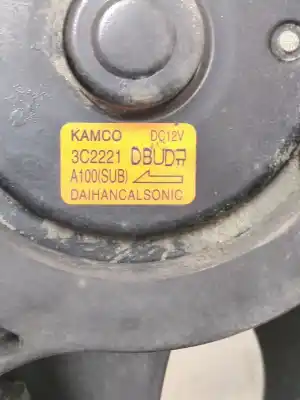 KAMCO DC12V
3C2221 DBUDA
A100(SUB)
DAIHANCALSONIC